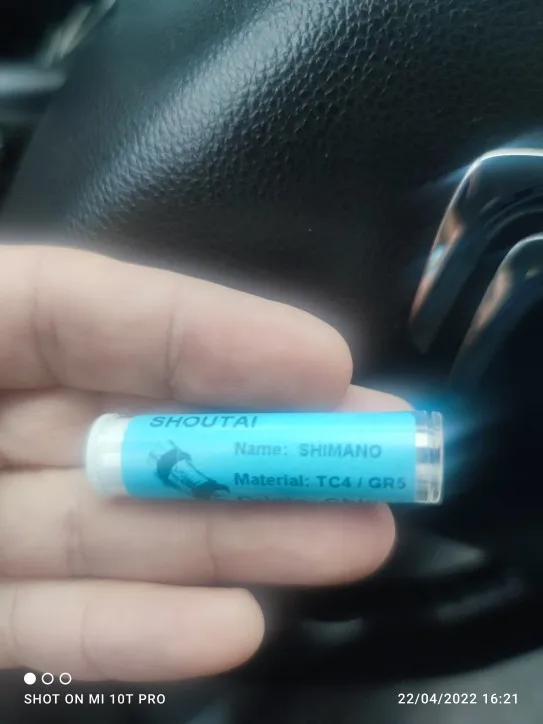 SHOUTAI
Name: SHIMANO
Material: TC4 / GR5
SHOT ON MI 10T PRO
22/04/2022 16:21